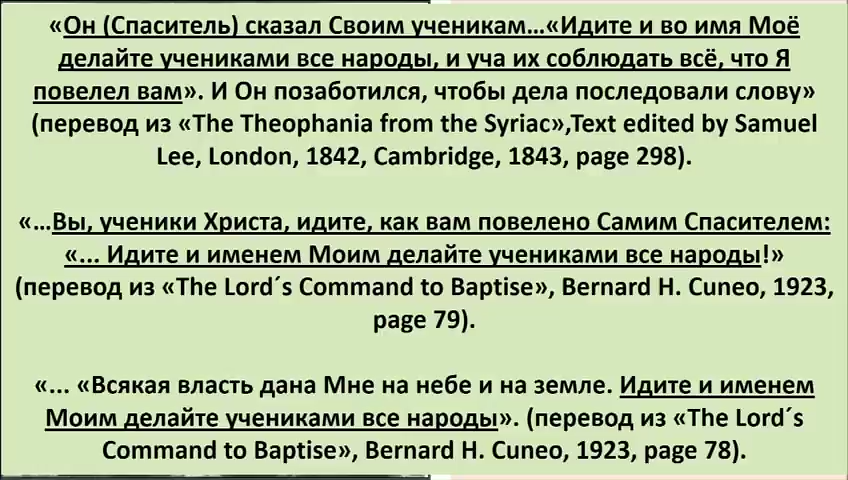 «Он (Спаситель) сказал Своим ученикам…«Идите и во имя Моё
делайте учениками все народы, и уча их соблюдать всё, что Я
повелел вам». И Он позаботился, чтобы дела последовали слову»
(перевод из «The Theophania from the Syriac»,Text edited by Samuel
Lee, London, 1842, Cambridge, 1843, page 298).
«…Вы, ученики Христа, идите, как вам повелено Самим Спасителем:
«... Идите и именем Моим делайте учениками все народы!»
(перевод из «The Lord´s Command to Baptise», Bernard H. Cuneo, 1923,
page 79).
«... «Всякая власть дана Мне на небе и на земле. Идите и именем
Моим делайте учениками все народы». (перевод из «The Lord´s
Command to Baptise», Bernard H. Cuneo, 1923, page 78).